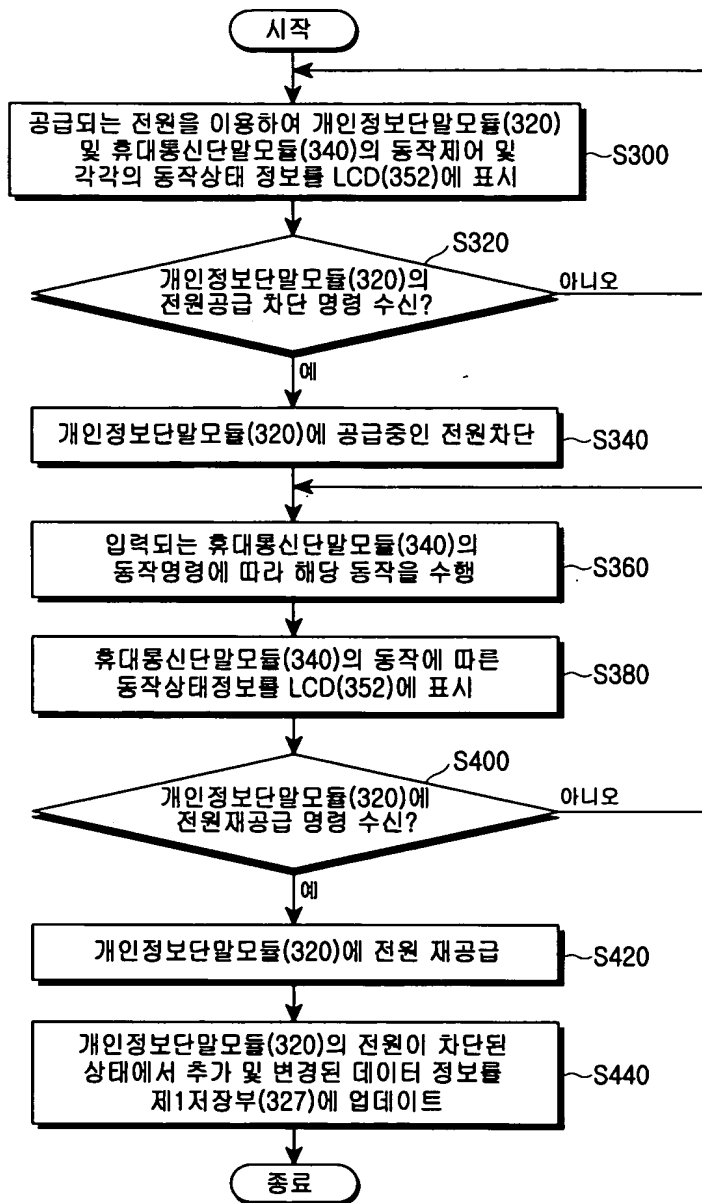 시작
공급되는 전원을 이용하여 개인정보단말모듈(320)
및 휴대통신단말모듈(340)의 동작제어 및
각각의 동작상태 정보를 LCD(352)에 표시
S300
S320
개인정보단말모듈(320)의
전원공급 차단 명령 수신?
아니오
예
개인정보단말모듈(320)에 공급중인 전원차단
S340
입력되는 휴대통신단말모듈(340)의
동작명령에 따라 해당 동작을 수행
S360
휴대통신단말모듈(340)의 동작에 따른
동작상태정보를 LCD(352)에 표시
S380
S400
개인정보단말모듈(320)에
전원재공급 명령 수신?
아니오
예
개인정보단말모듈(320)에 전원 재공급
S420
개인정보단말모듈(320)의 전원이 차단된
상태에서 추가 및 변경된 데이터 정보를
제1저장부(327)에 업데이트
S440
종료